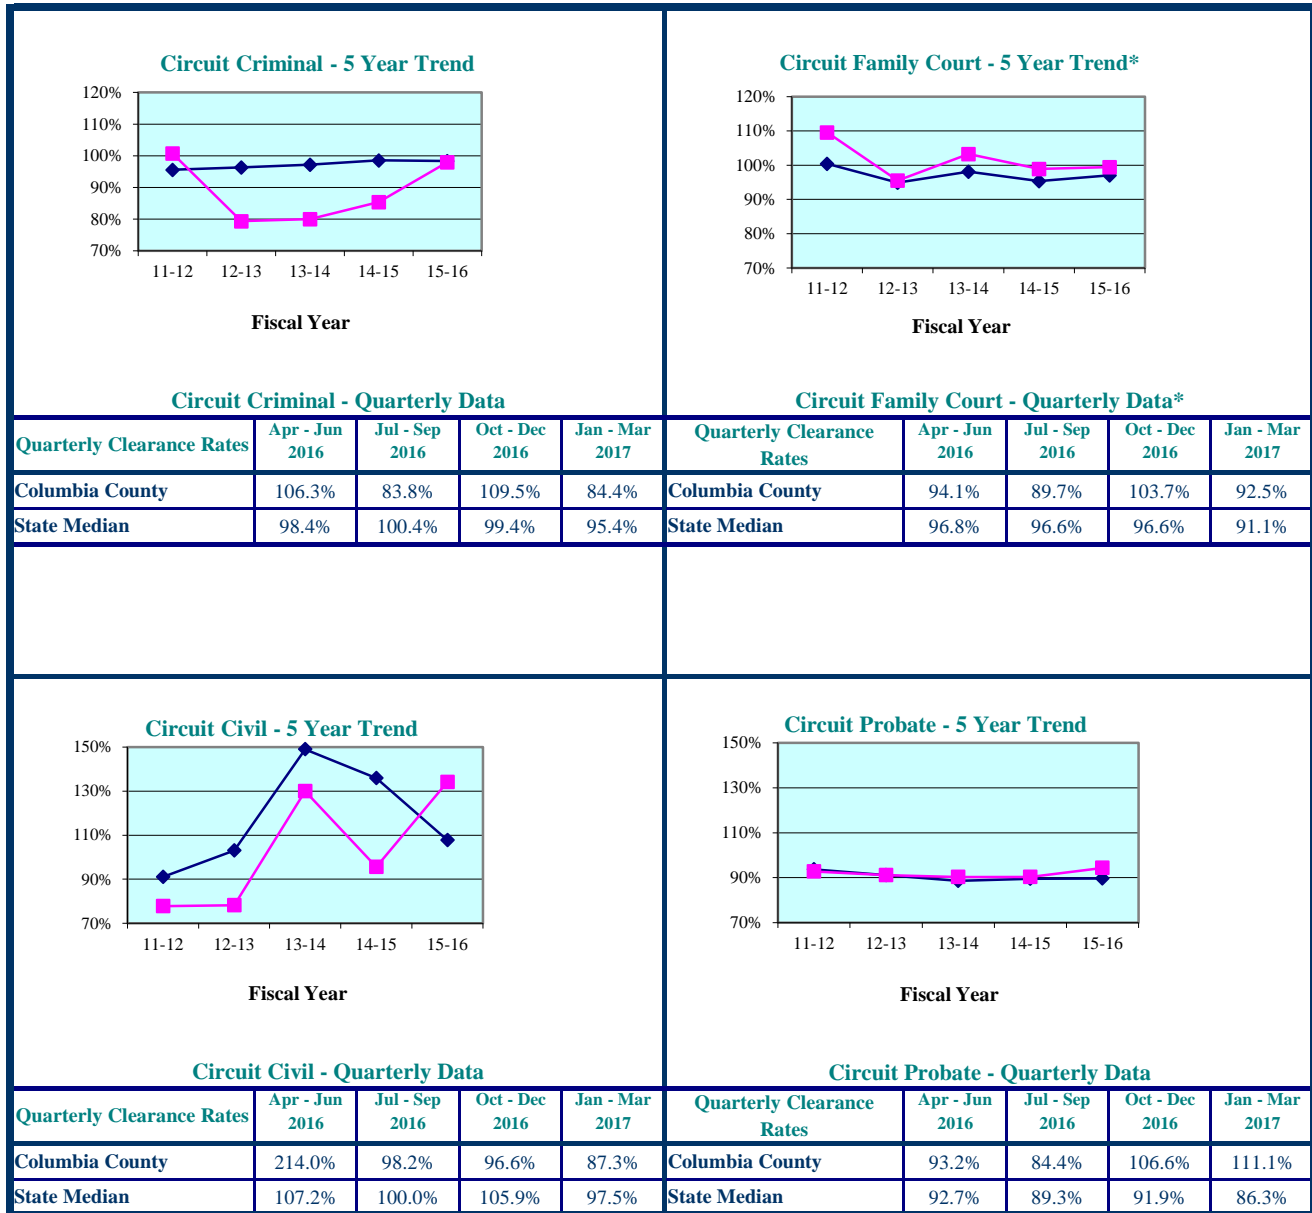 Circuit Criminal - 5 Year Trend
120%
110%
100%
90%
80%
70%
11-12 12-13 13-14 14-15 15-16
Fiscal Year
Circuit Criminal - Quarterly Data
Quarterly Clearance Rates Apr - Jun 2016 Jul - Sep 2016 Oct - Dec 2016 Jan - Mar 2017
Columbia County 106.3% 83.8% 109.5% 84.4%
State Median 98.4% 100.4% 99.4% 95.4%
Circuit Family Court - 5 Year Trend*
120%
110%
100%
90%
80%
70%
11-12 12-13 13-14 14-15 15-16
Fiscal Year
Circuit Family Court - Quarterly Data*
Quarterly Clearance Rates Apr - Jun 2016 Jul - Sep 2016 Oct - Dec 2016 Jan - Mar 2017
Columbia County 94.1% 89.7% 103.7% 92.5%
State Median 96.8% 96.6% 96.6% 91.1%
Circuit Civil - 5 Year Trend
150%
130%
110%
90%
70%
11-12 12-13 13-14 14-15 15-16
Fiscal Year
Circuit Civil - Quarterly Data
Quarterly Clearance Rates Apr - Jun 2016 Jul - Sep 2016 Oct - Dec 2016 Jan - Mar 2017
Columbia County 214.0% 98.2% 96.6% 87.3%
State Median 107.2% 100.0% 105.9% 97.5%
Circuit Probate - 5 Year Trend
150%
130%
110%
90%
70%
11-12 12-13 13-14 14-15 15-16
Fiscal Year
Circuit Probate - Quarterly Data
Quarterly Clearance Rates Apr - Jun 2016 Jul - Sep 2016 Oct - Dec 2016 Jan - Mar 2017
Columbia County 93.2% 84.4% 106.6% 111.1%
State Median 92.7% 89.3% 91.9% 86.3%